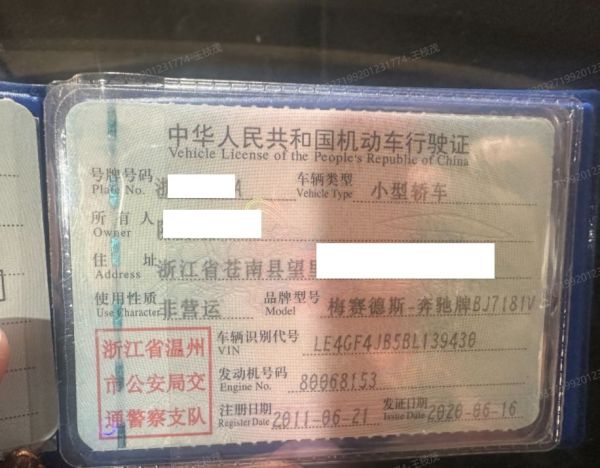 中华人民共和国机动车行驶证
Vehicle License of the People's Republic of China
号牌号码 浙 A 车辆类型 小型轿车
Plate No. Vehicle Type
所有人
Owner
住址 浙江省苍南县望里
Address
使用性质 非营运 品牌型号 梅赛德斯-奔驰牌BJ7181V
Use Character Model
浙江省温州
市公安局交
通警察支队
车辆识别代号 LE4GF4JB5BL139430
VIN
发动机号码 80068153
Engine No.
注册日期 2011-06-21 发证日期 2020-06-16
Register Date Issue Date